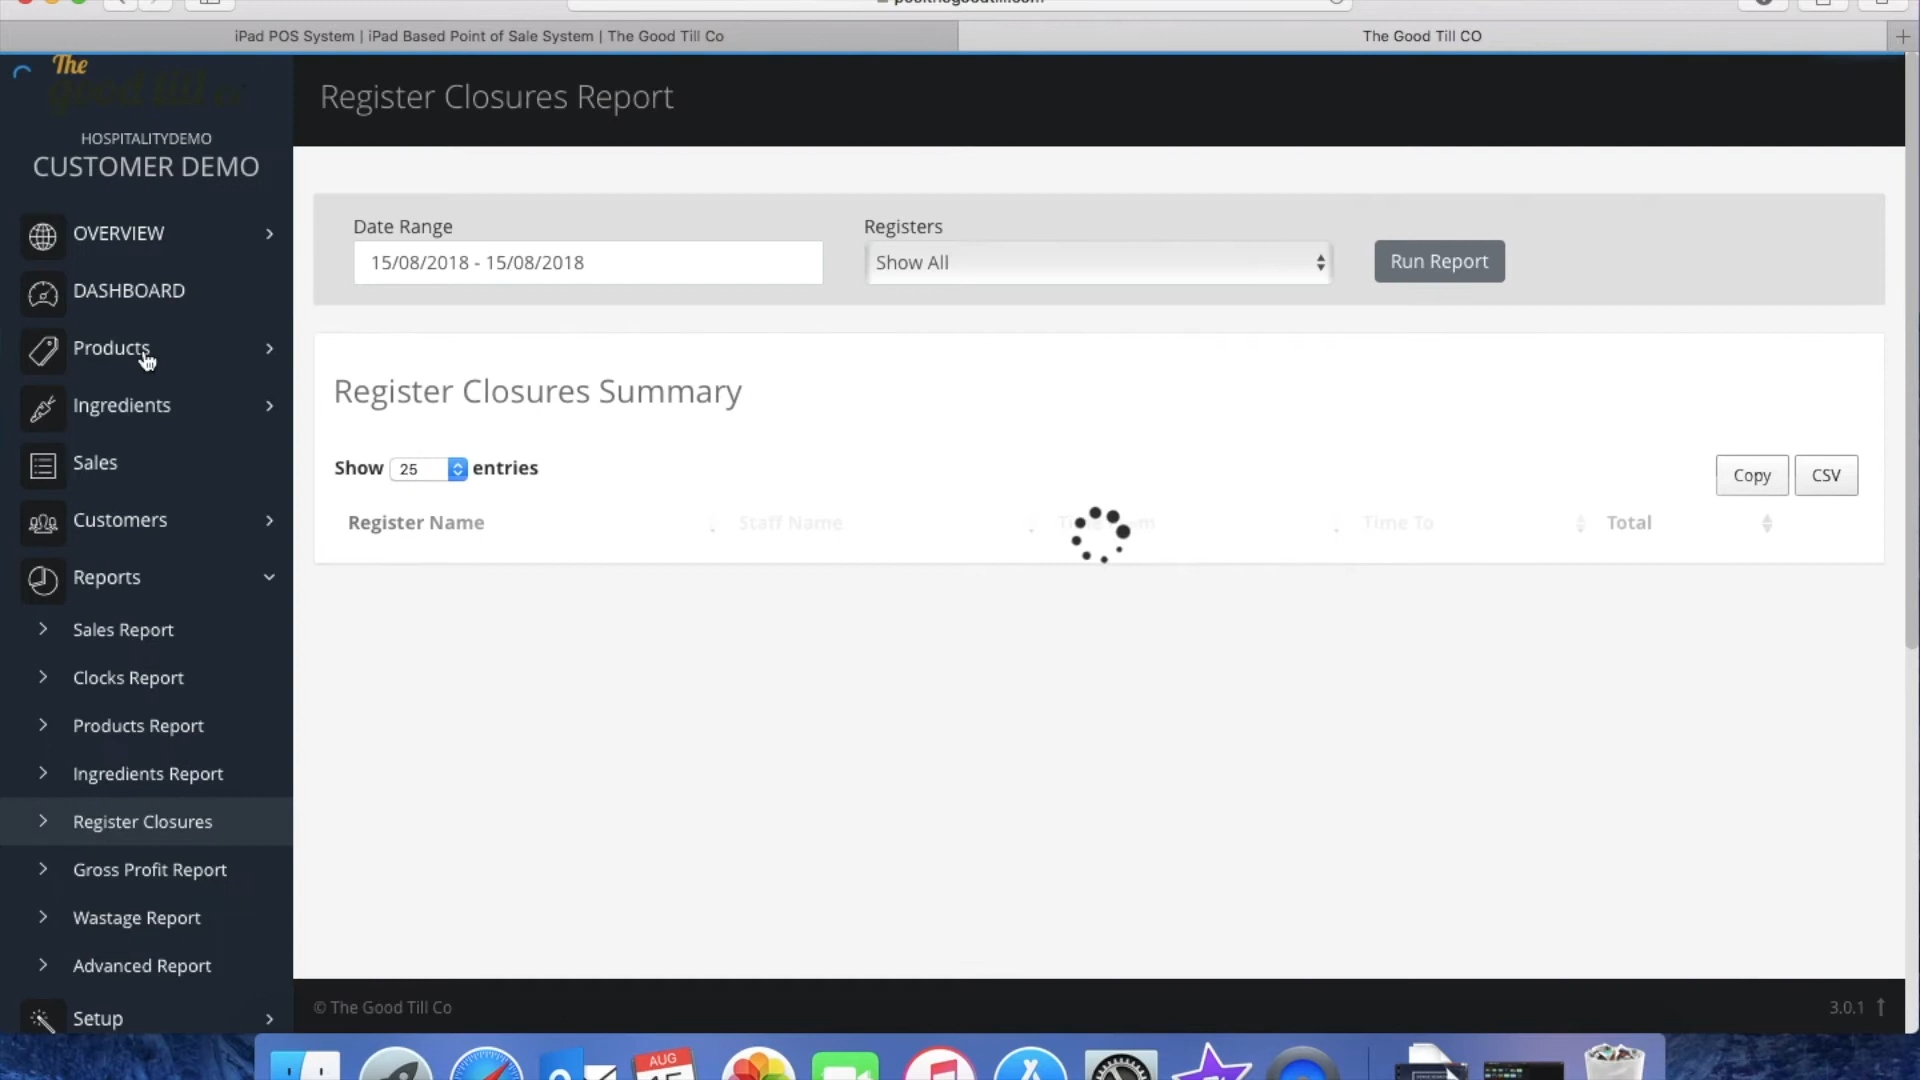 iPad POS System | iPad Based Point of Sale System | The Good Till Co
The Good Till CO
The
good till co
HOSPITALITYDEMO
CUSTOMER DEMO
OVERVIEW
DASHBOARD
Products
Ingredients
Sales
Customers
Reports
Sales Report
Clocks Report
Products Report
Ingredients Report
Register Closures
Gross Profit Report
Wastage Report
Advanced Report
Setup
Register Closures Report
Date Range
Registers
15/08/2018 - 15/08/2018
Show All
Run Report
Register Closures Summary
Show 25 entries
Copy CSV
Register Name Staff Name Time To Total
© The Good Till Co
3.0.1
AUG